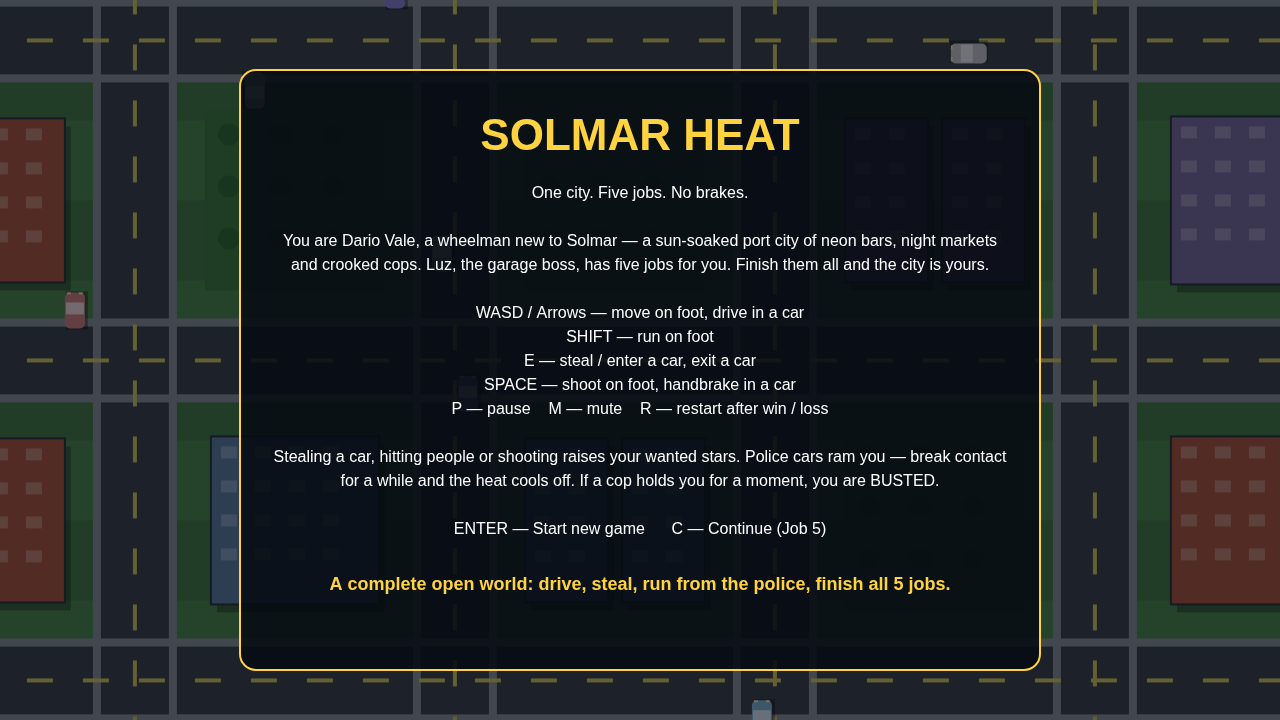 SOLMAR HEAT
One city. Five jobs. No brakes.
You are Dario Vale, a wheelman new to Solmar — a sun-soaked port city of neon bars, night markets
and crooked cops. Luz, the garage boss, has five jobs for you. Finish them all and the city is yours.
WASD / Arrows — move on foot, drive in a car
SHIFT — run on foot
E — steal / enter a car, exit a car
SPACE — shoot on foot, handbrake in a car
P — pause    M — mute    R — restart after win / loss
Stealing a car, hitting people or shooting raises your wanted stars. Police cars ram you — break contact
for a while and the heat cools off. If a cop holds you for a moment, you are BUSTED.
ENTER — Start new game      C — Continue (Job 5)
A complete open world: drive, steal, run from the police, finish all 5 jobs.